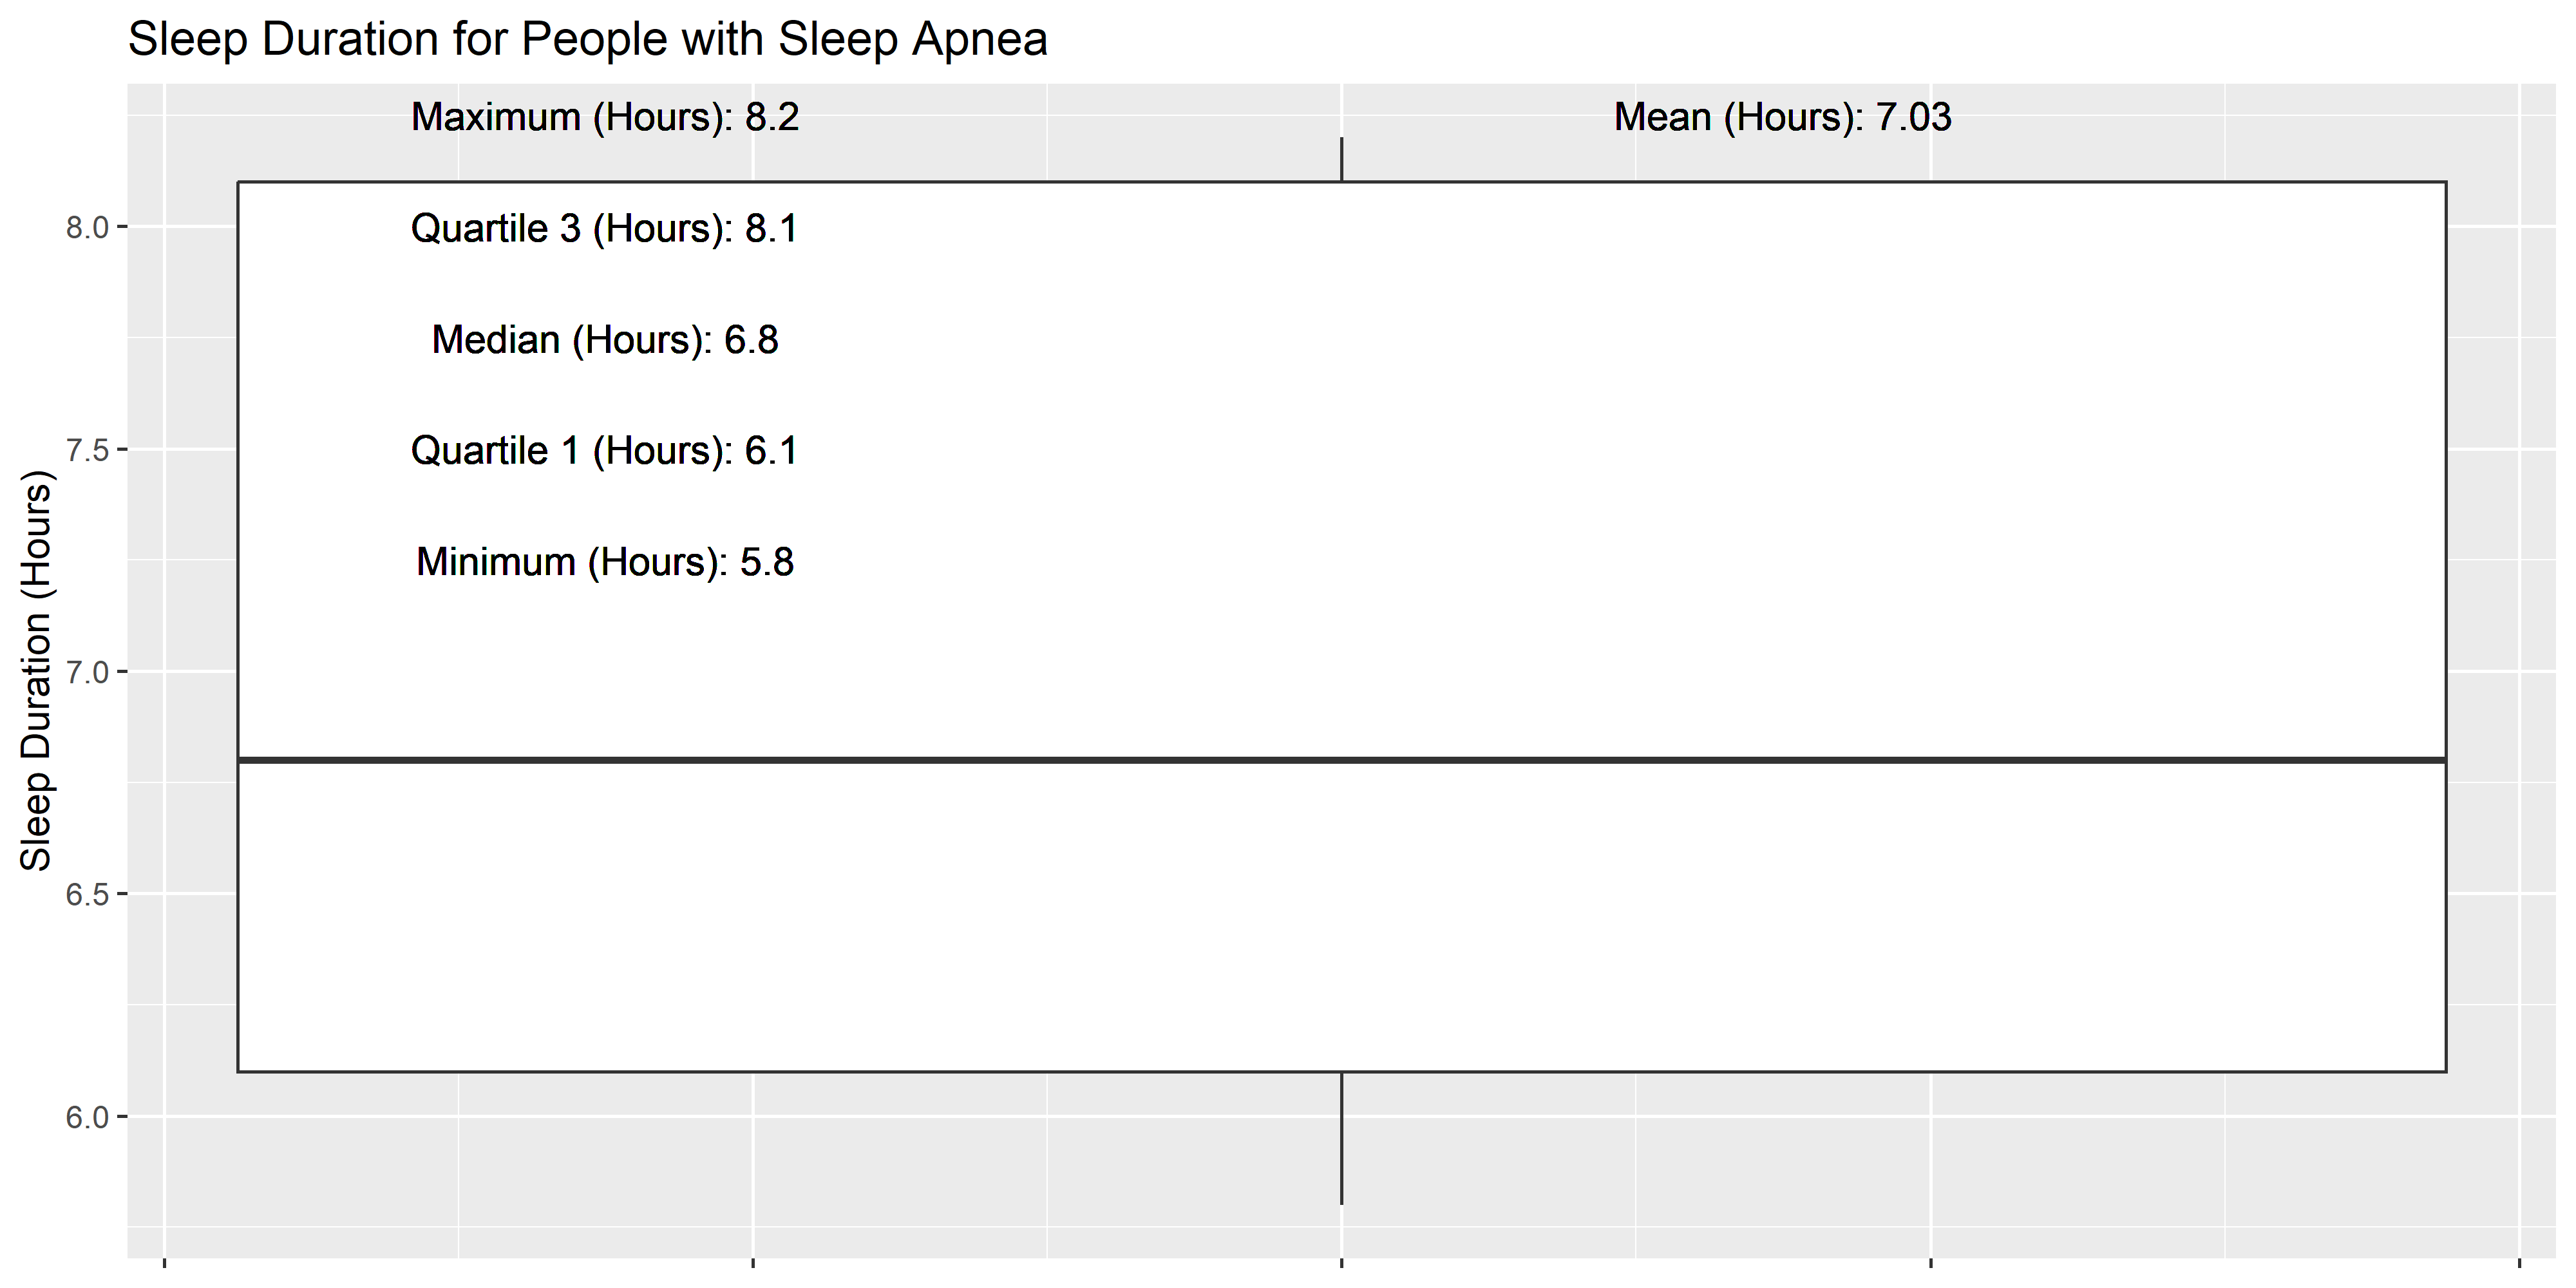 Sleep Duration for People with Sleep Apnea
Maximum (Hours): 8.2
Mean (Hours): 7.03
Quartile 3 (Hours): 8.1
Median (Hours): 6.8
Quartile 1 (Hours): 6.1
Minimum (Hours): 5.8
Sleep Duration (Hours)
8.0
7.5
7.0
6.5
6.0